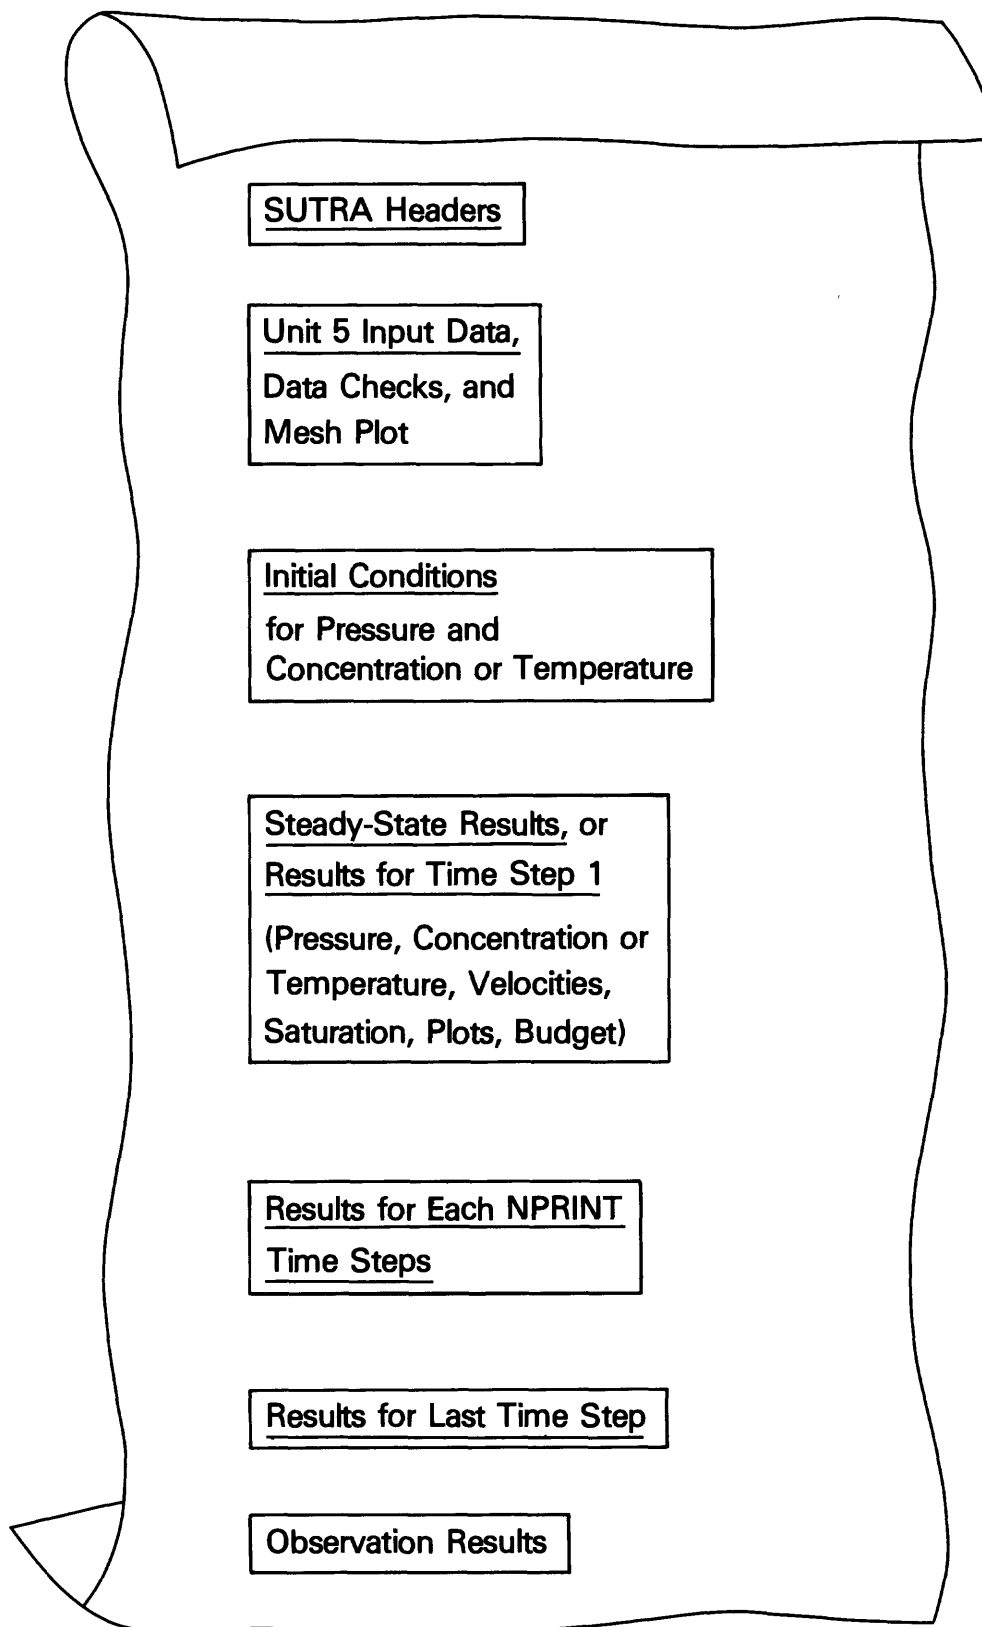 SUTRA Headers
Unit 5 Input Data,
Data Checks, and
Mesh Plot
Initial Conditions
for Pressure and
Concentration or Temperature
Steady-State Results, or
Results for Time Step 1
(Pressure, Concentration or
Temperature, Velocities,
Saturation, Plots, Budget)
Results for Each NPRINT
Time Steps
Results for Last Time Step
Observation Results